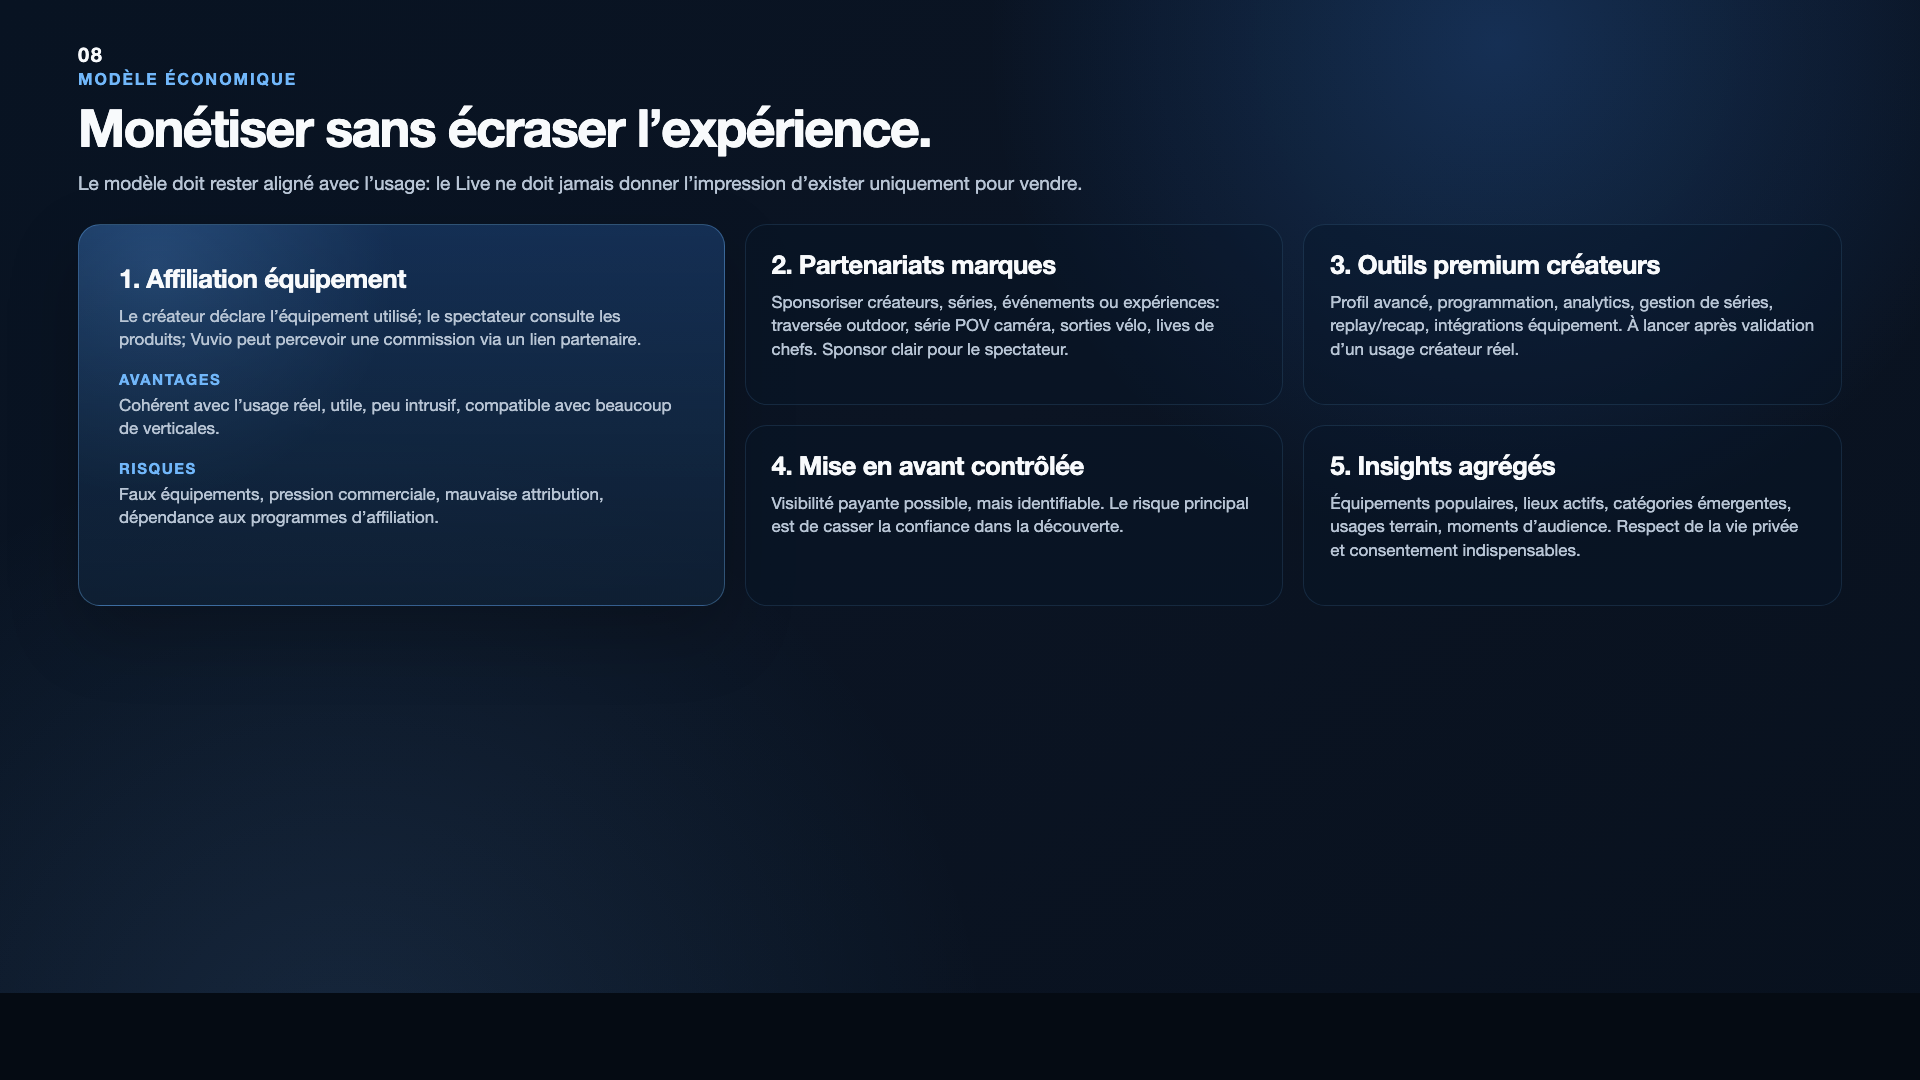 08
MODÈLE ÉCONOMIQUE
Monétiser sans écraser l’expérience.
Le modèle doit rester aligné avec l’usage: le Live ne doit jamais donner l’impression d’exister uniquement pour vendre.
1. Affiliation équipement
Le créateur déclare l’équipement utilisé; le spectateur consulte les
produits; Vuvio peut percevoir une commission via un lien partenaire.
AVANTAGES
Cohérent avec l’usage réel, utile, peu intrusif, compatible avec beaucoup
de verticales.
RISQUES
Faux équipements, pression commerciale, mauvaise attribution,
dépendance aux programmes d’affiliation.
2. Partenariats marques
Sponsoriser créateurs, séries, événements ou expériences:
traversée outdoor, série POV caméra, sorties vélo, lives de
chefs. Sponsor clair pour le spectateur.
3. Outils premium créateurs
Profil avancé, programmation, analytics, gestion de séries,
replay/recap, intégrations équipement. À lancer après validation
d’un usage créateur réel.
4. Mise en avant contrôlée
Visibilité payante possible, mais identifiable. Le risque principal
est de casser la confiance dans la découverte.
5. Insights agrégés
Équipements populaires, lieux actifs, catégories émergentes,
usages terrain, moments d’audience. Respect de la vie privée
et consentement indispensables.